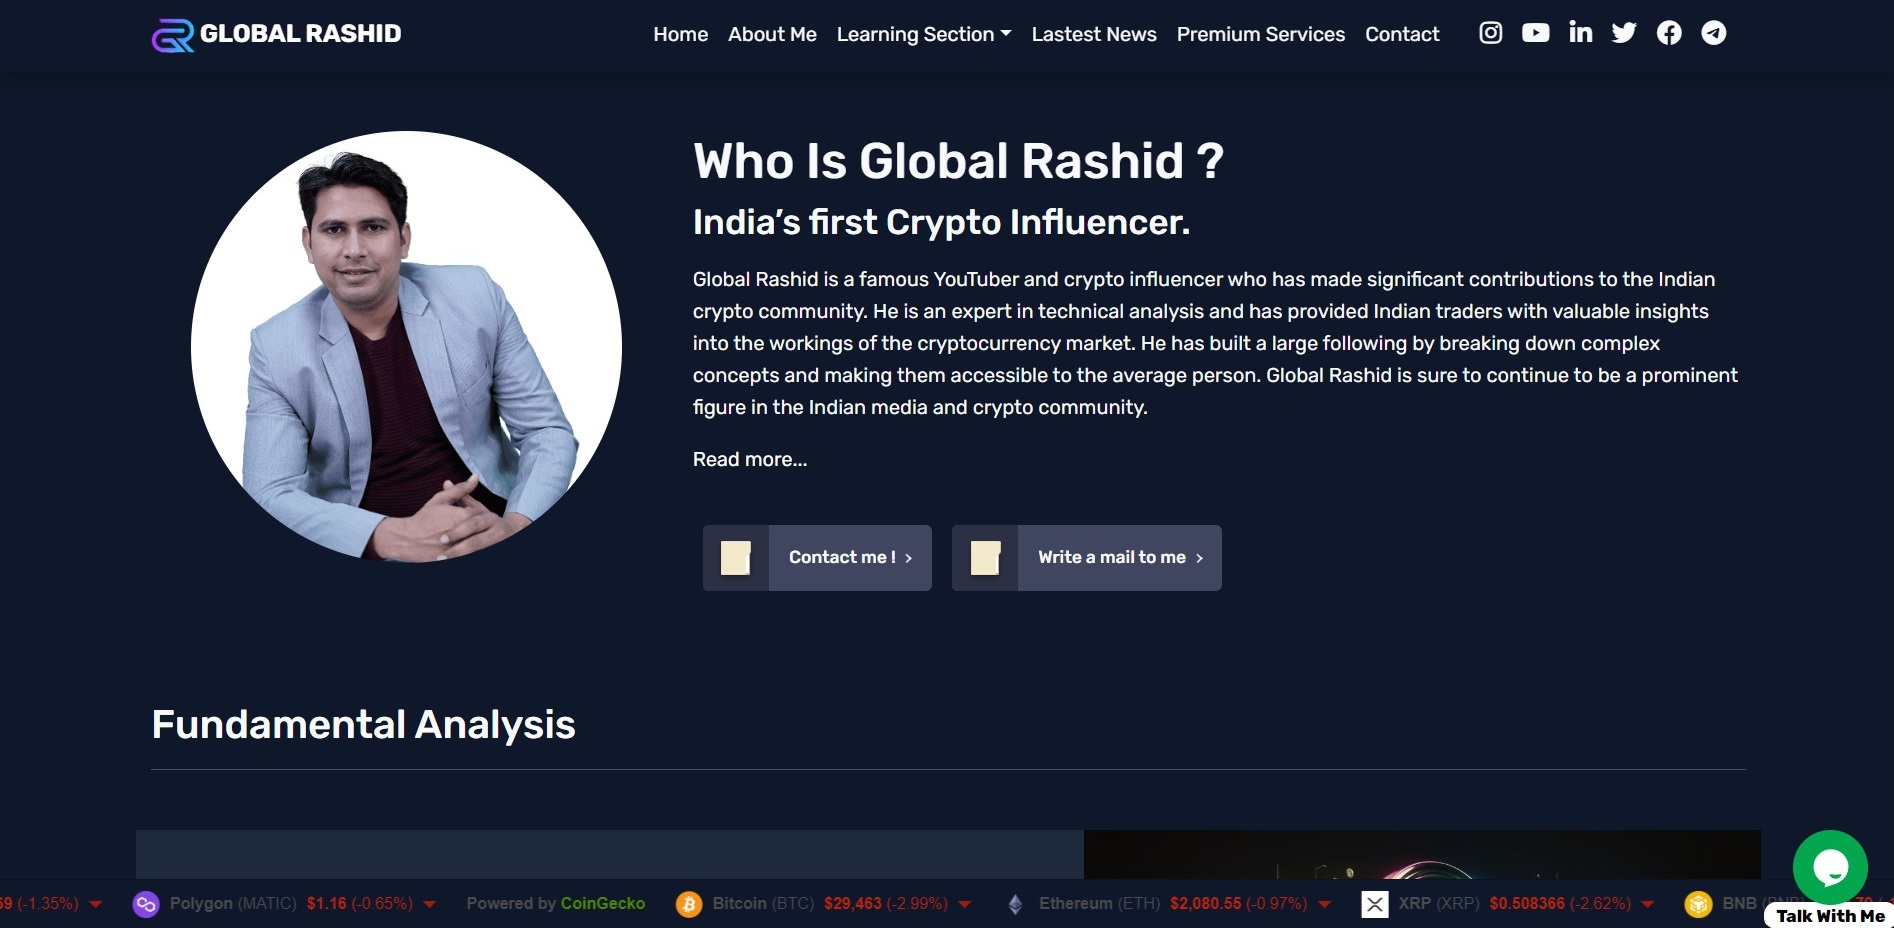 GLOBAL RASHID
Home About Me Learning Section Lastest News Premium Services Contact
Who Is Global Rashid ?
India's first Crypto Influencer.
Global Rashid is a famous YouTuber and crypto influencer who has made significant contributions to the Indian
crypto community. He is an expert in technical analysis and has provided Indian traders with valuable insights
into the workings of the cryptocurrency market. He has built a large following by breaking down complex
concepts and making them accessible to the average person. Global Rashid is sure to continue to be a prominent
figure in the Indian media and crypto community.
Read more...
Contact me ! > Write a mail to me >
Fundamental Analysis
69 (-1.35%) Polygon (MATIC) $1.16 (-0.65%) Powered by CoinGecko Bitcoin (BTC) $29,463 (-2.99%) Ethereum (ETH) $2,080.55 (-0.97%) XRP (XRP) $0.508366 (-2.62%) BNB
Talk With Me